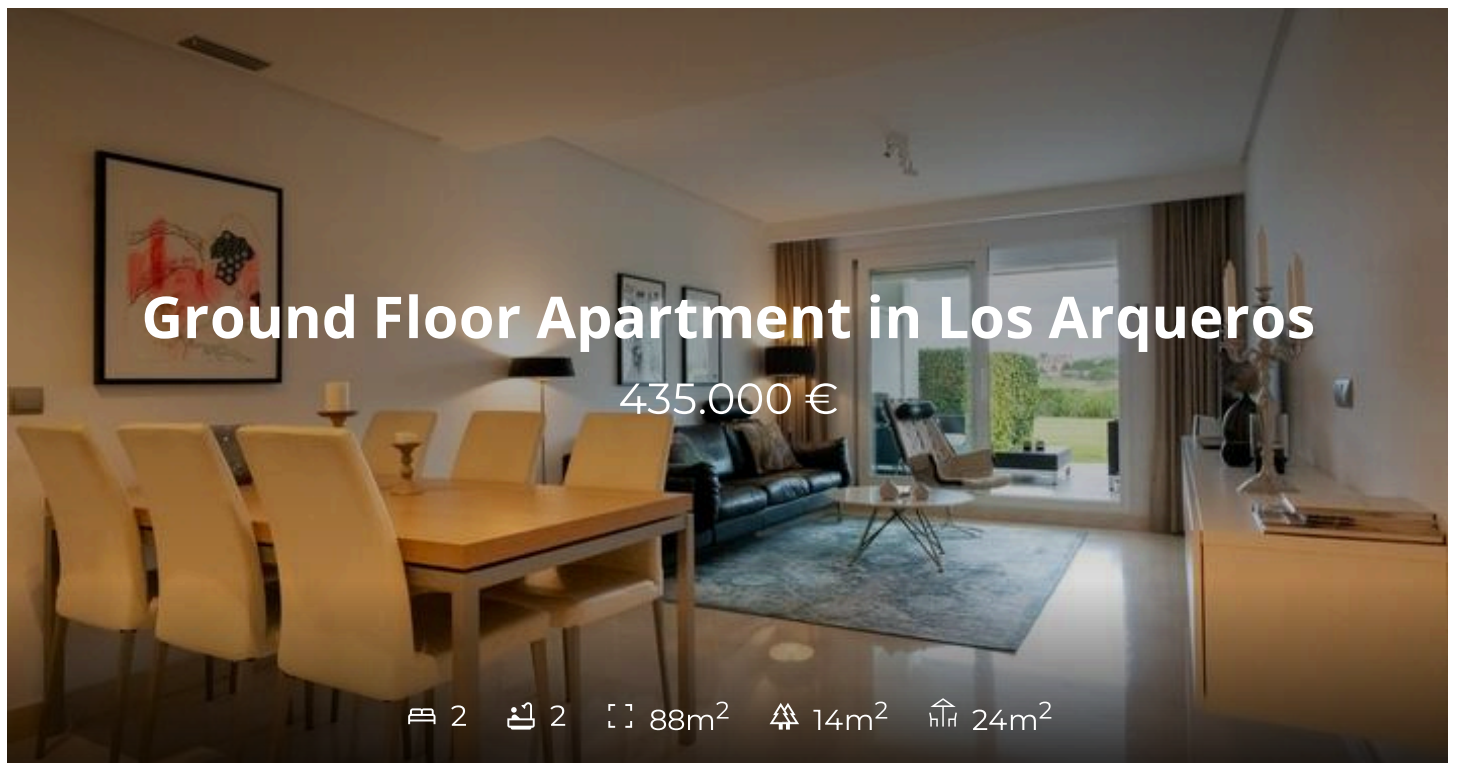 Ground Floor Apartment in Los Arqueros
435.000 €
2 2 88m² 14m² 24m²